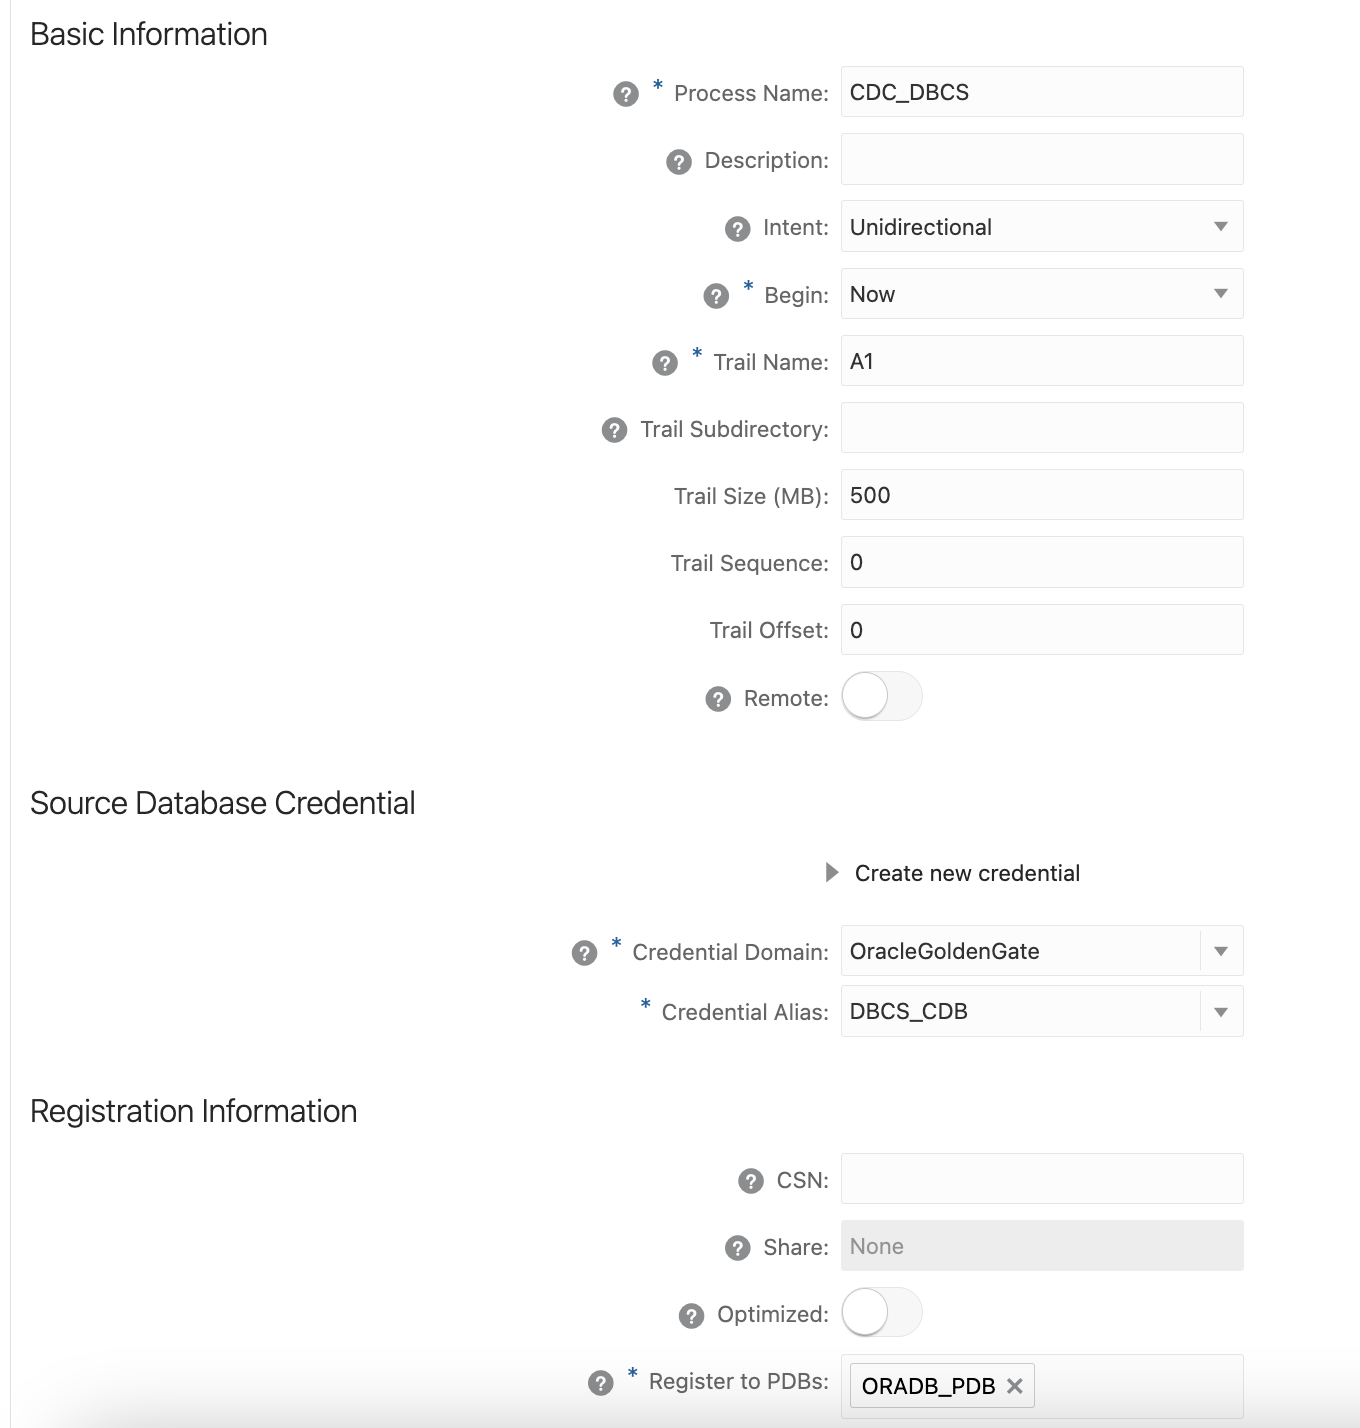 Basic Information
? * Process Name: CDC_DBCS
? Description:
? Intent: Unidirectional
? * Begin: Now
? * Trail Name: A1
? Trail Subdirectory:
Trail Size (MB): 500
Trail Sequence: 0
Trail Offset: 0
? Remote:
Source Database Credential
Create new credential
? * Credential Domain: OracleGoldenGate
* Credential Alias: DBCS_CDB
Registration Information
? CSN:
? Share: None
? Optimized:
? * Register to PDBs: ORADB_PDB ×